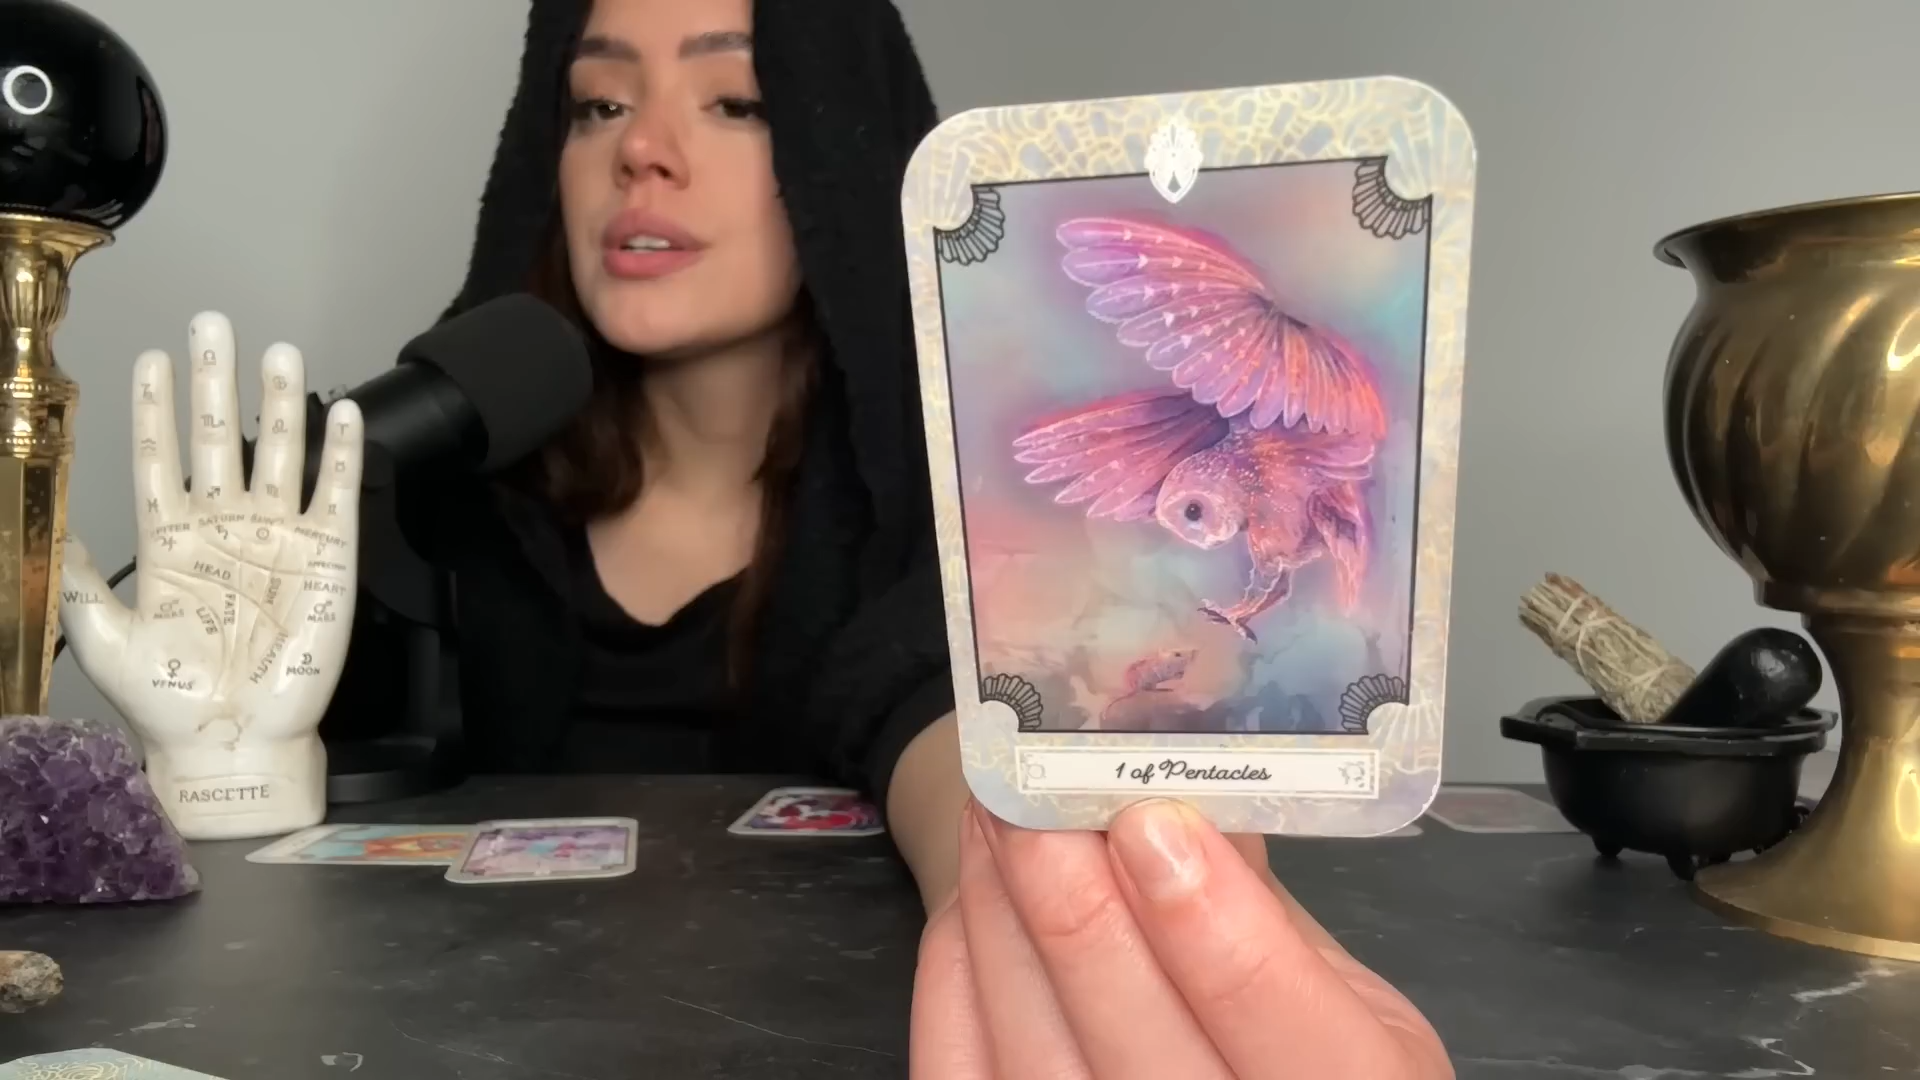 1 of Pentacles
SATURN
MERCURY
HEAD
HEART
WILL
FATE
SUN
LIFE
MARS
MARS
HEALTH
VENUS
MOON
RASCETTE